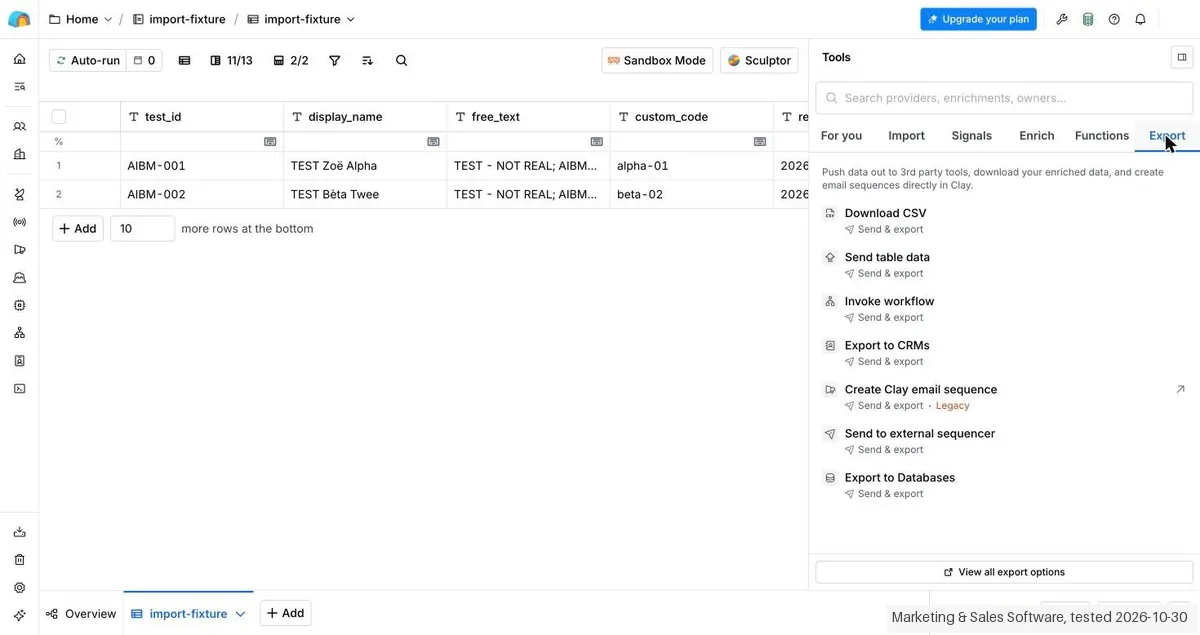 Home / import-fixture / import-fixture
Upgrade your plan
Auto-run 0 11/13 2/2
Sandbox Mode Sculptor
Tools
Search providers, enrichments, owners...
For you Import Signals Enrich Functions Export
Push data out to 3rd party tools, download your enriched data, and create
email sequences directly in Clay.
Download CSV
Send & export
Send table data
Send & export
Invoke workflow
Send & export
Export to CRMs
Send & export
Create Clay email sequence
Send & export · Legacy
Send to external sequencer
Send & export
Export to Databases
Send & export
View all export options
test_id display_name free_text custom_code re
%
1 AIBM-001 TEST Zoë Alpha TEST - NOT REAL; AIBM... alpha-01 2026
2 AIBM-002 TEST Bèta Twee TEST - NOT REAL; AIBM... beta-02 2026
+ Add 10 more rows at the bottom
Overview import-fixture + Add
Marketing & Sales Software, tested 2026-10-30